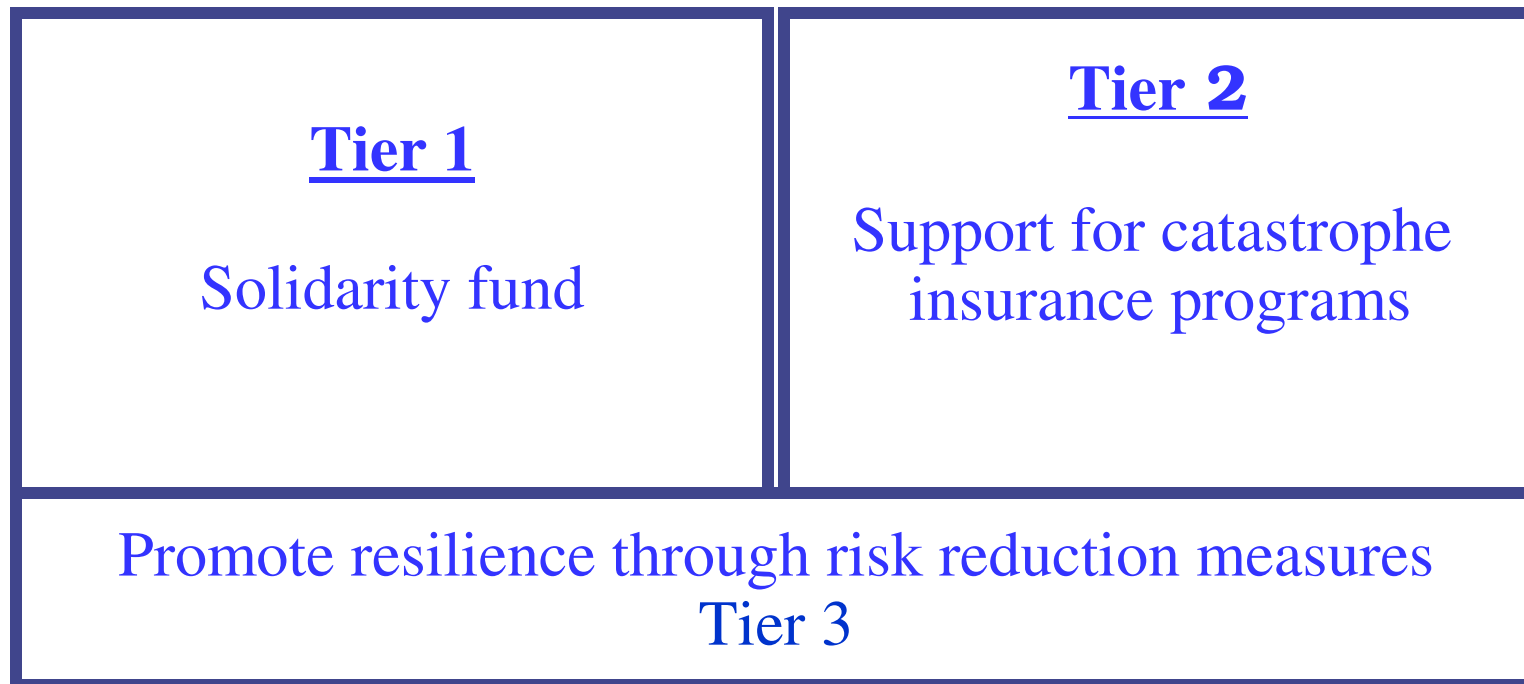 Tier 1
Solidarity fund
Tier 2
Support for catastrophe
insurance programs
Promote resilience through risk reduction measures
Tier 3